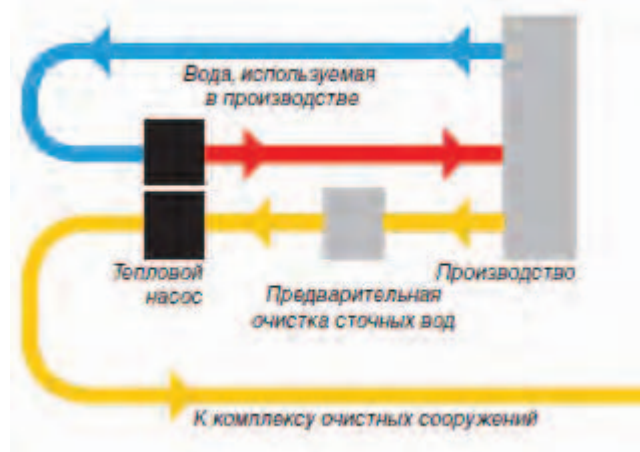 Вода, используемая
в производстве
Тепловой
насос
Производство
Предварительная
очистка сточных вод
К комплексу очистных сооружений